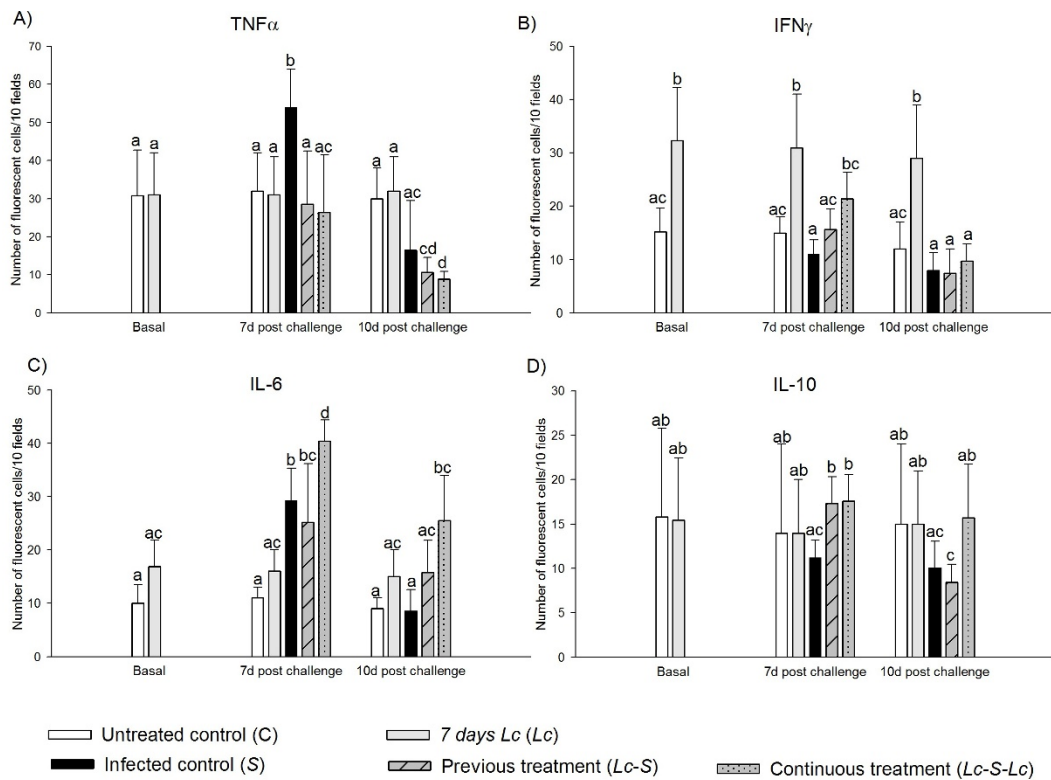 A)
TNFα
Number of fluorescent cells/10 fields
70
60
50
40
30
20
10
0
a a
a a b a ac
a a ac cd d
Basal 7d post challenge 10d post challenge
B)
IFNγ
Number of fluorescent cells/10 fields
50
40
30
20
10
0
ac b
ac b a ac bc
ac b a a a
Basal 7d post challenge 10d post challenge
C)
IL-6
Number of fluorescent cells/10 fields
50
40
30
20
10
0
a ac
a ac b bc d
a ac a ac bc
Basal 7d post challenge 10d post challenge
D)
IL-10
Number of fluorescent cells/10 fields
30
25
20
15
10
5
0
ab ab
ab ab ac b b
ab ab ac c ab
Basal 7d post challenge 10d post challenge
Untreated control (C) 7 days Lc (Lc)
Infected control (S) Previous treatment (Lc-S) Continuous treatment (Lc-S-Lc)